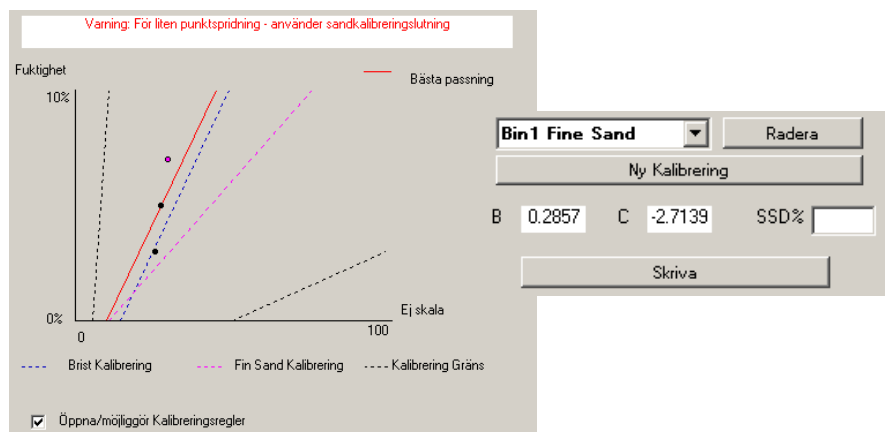 Varning: För liten punktspridning - använder sandkalibreringslutning
Fuktighet
Bästa passning
10%
0%
0
100
Ej skala
Brist Kalibrering
Fin Sand Kalibrering
Kalibrering Gräns
Öppna/möjliggör Kalibreringsregler
Bin1 Fine Sand
Radera
Ny Kalibrering
B 0.2857 C -2.7139 SSD%
Skriva